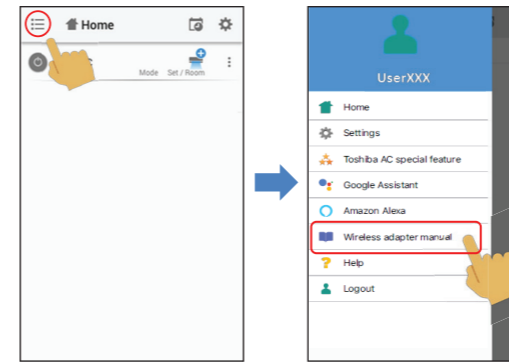 Home
Mode Set / Room
UserXXX
Home
Settings
Toshiba AC special feature
Google Assistant
Amazon Alexa
Wireless adapter manual
Help
Logout